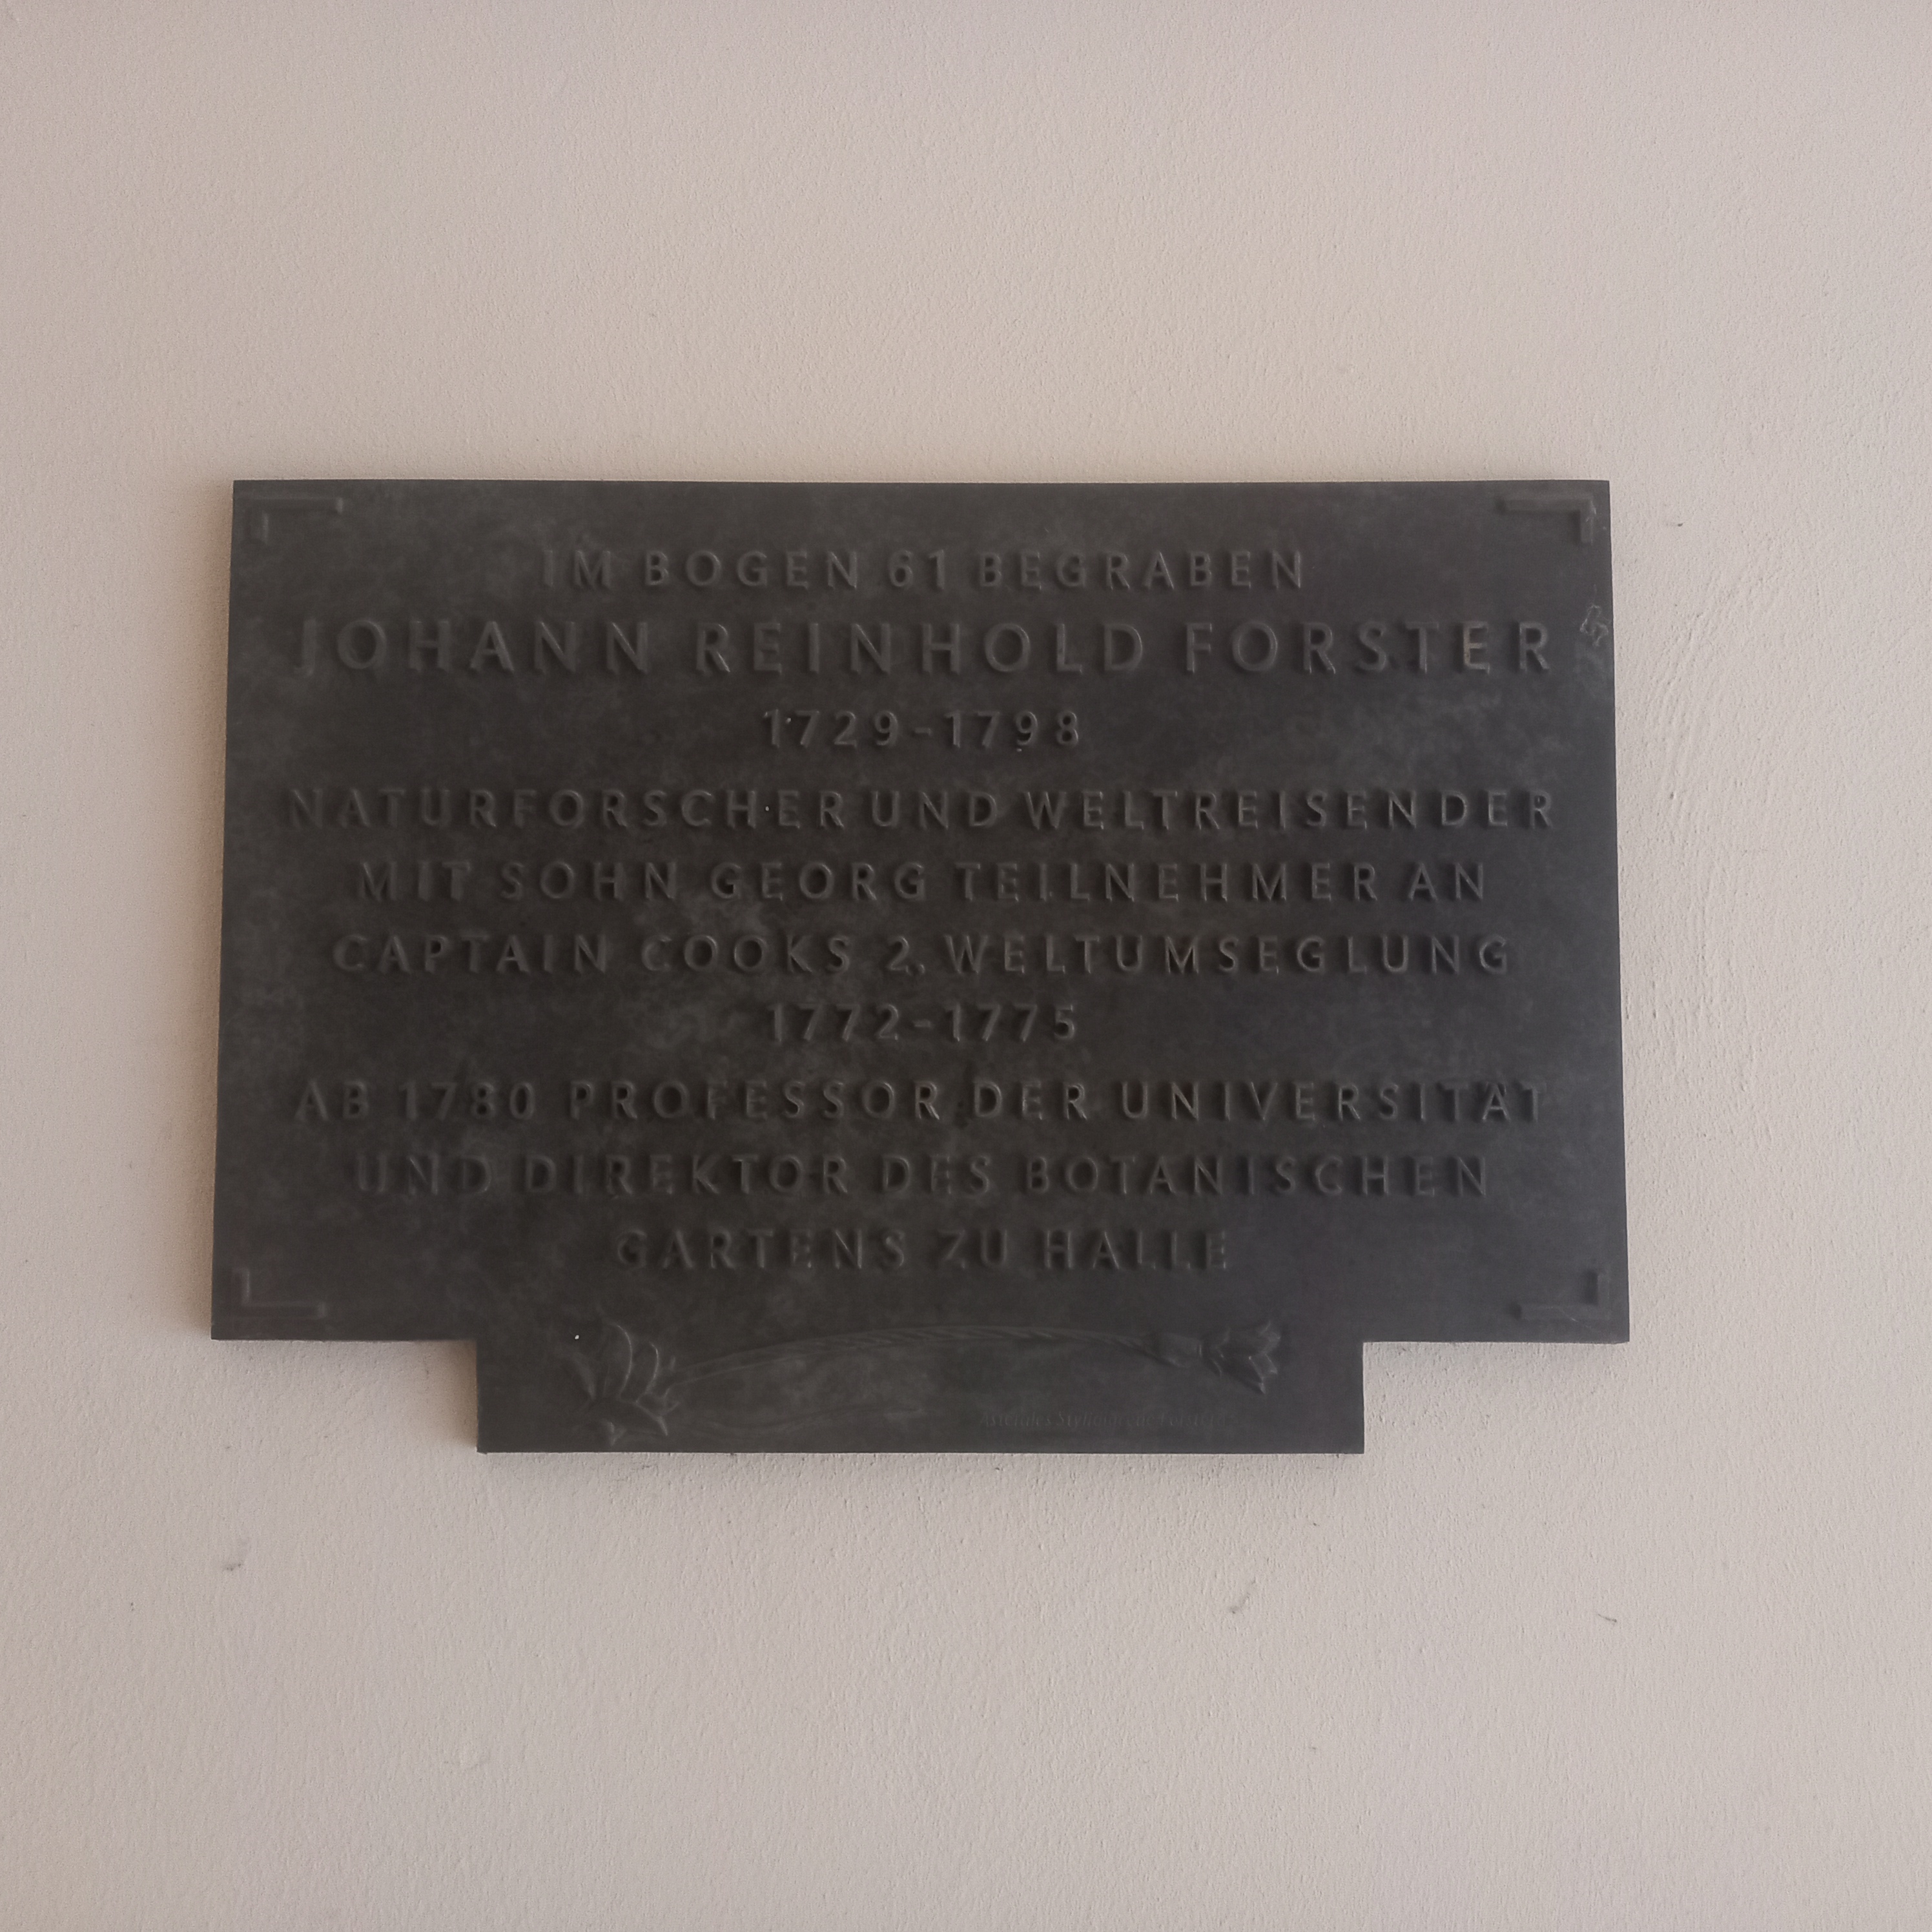 IM BOGEN 61 BEGRABEN
JOHANN REINHOLD FORSTER
1729-1798
NATURFORSCHER UND WELTREISENDER
MIT SOHN GEORG TEILNEHMER AN
CAPTAIN COOKS 2. WELTUMSEGLUNG
1772-1775
AB 1780 PROFESSOR DER UNIVERSITÄT
UND DIREKTOR DES BOTANISCHEN
GARTENS ZU HALLE